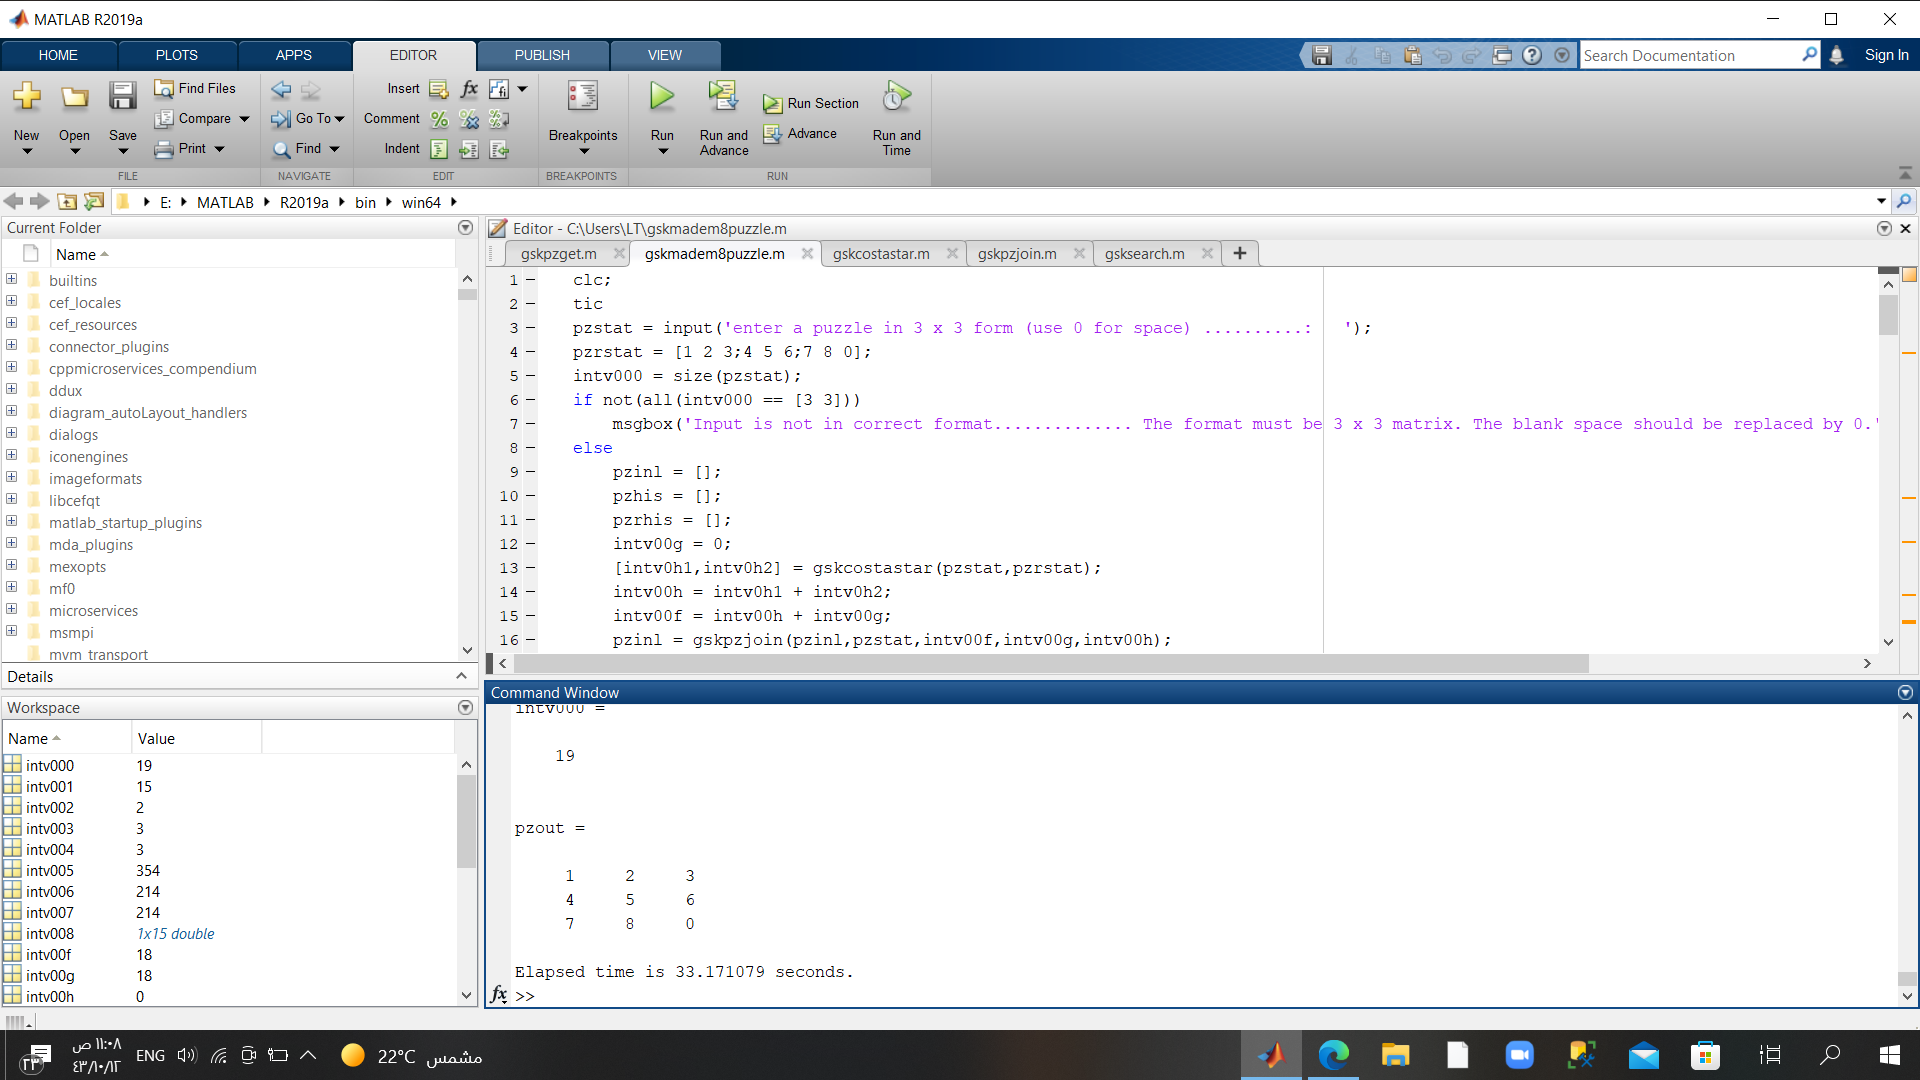 MATLAB R2019a
HOME PLOTS APPS EDITOR PUBLISH VIEW
Search Documentation
Sign In
New
Open
Save
Find Files
Compare
Print
FILE
Go To
Find
NAVIGATE
Insert
Comment
Indent
EDIT
Breakpoints
BREAKPOINTS
Run
Run and Advance
Run Section
Advance
Run and Time
RUN
E: MATLAB R2019a bin win64
Current Folder
Name
builtins
cef_locales
cef_resources
connector_plugins
cppmicroservices_compendium
ddux
diagram_autoLayout_handlers
dialogs
iconengines
imageformats
libcefqt
matlab_startup_plugins
mda_plugins
mexopts
mf0
microservices
msmpi
mvm_transport
Details
Workspace
Name Value
intv000 19
intv001 15
intv002 2
intv003 3
intv004 3
intv005 354
intv006 214
intv007 214
intv008 1x15 double
intv00f 18
intv00g 18
intv00h 0
Editor - C:\Users\LT\gskmadem8puzzle.m
gskpzget.m gskmadem8puzzle.m gskcostastar.m gskpzjoin.m gsksearch.m
1 clc;
2 tic
3 pzstat = input('enter a puzzle in 3 x 3 form (use 0 for space) ..........:   ');
4 pzrstat = [1 2 3;4 5 6;7 8 0];
5 intv000 = size(pzstat);
6 if not(all(intv000 == [3 3]))
7 msgbox('Input is not in correct format.............. The format must be 3 x 3 matrix. The blank space should be replaced by 0.'
8 else
9 pzinl = [];
10 pzhis = [];
11 pzrhis = [];
12 intv00g = 0;
13 [intv0h1,intv0h2] = gskcostastar(pzstat,pzrstat);
14 intv00h = intv0h1 + intv0h2;
15 intv00f = intv00h + intv00g;
16 pzinl = gskpzjoin(pzinl,pzstat,intv00f,intv00g,intv00h);
Command Window
intv000 =
19
pzout =
1 2 3
4 5 6
7 8 0
Elapsed time is 33.171079 seconds.
fx >>
١١:٠٨ ص
٤٣/١٠/١٢
ENG
22°C مشمس